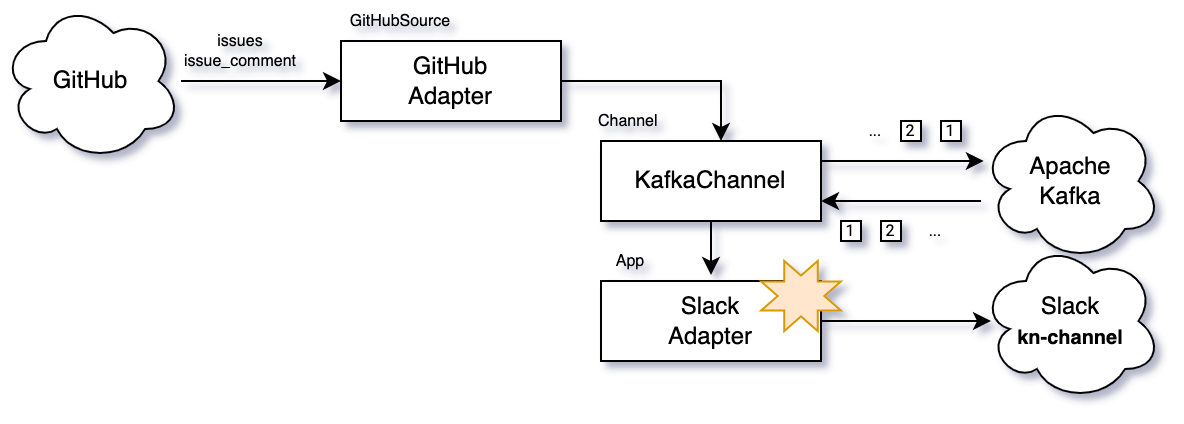 GitHubSource
issues
issue_comment
GitHub
GitHub
Adapter
Channel
KafkaChannel
... 2 1
Apache
Kafka
1 2 ...
App
Slack
Adapter
Slack
kn-channel